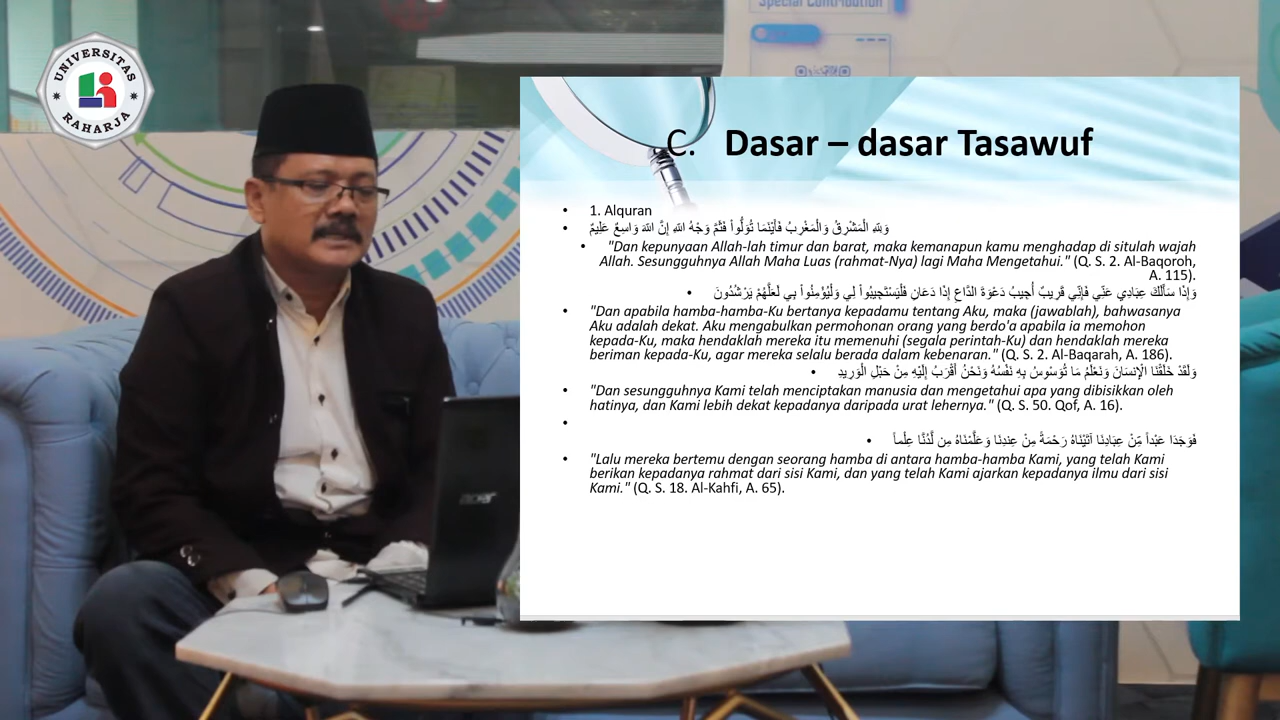 Special Contribution
UNIVERSITAS
RAHARJA
C. Dasar – dasar Tasawuf
• 1. Alquran
• وَلِلّهِ الْمَشْرِقُ وَالْمَغْرِبُ فَأَيْنَمَا تُوَلُّواْ فَثَمَّ وَجْهُ اللّهِ إِنَّ اللّهَ وَاسِعٌ عَلِيمٌ
• "Dan kepunyaan Allah-lah timur dan barat, maka kemanapun kamu menghadap di situlah wajah
Allah. Sesungguhnya Allah Maha Luas (rahmat-Nya) lagi Maha Mengetahui." (Q. S. 2. Al-Baqoroh,
A. 115).
• وَإِذَا سَأَلَكَ عِبَادِي عَنِّي فَإِنِّي قَرِيبٌ أُجِيبُ دَعْوَةَ الدَّاعِ إِذَا دَعَانِ فَلْيَسْتَجِيبُواْ لِي وَلْيُؤْمِنُواْ بِي لَعَلَّهُمْ يَرْشُدُونَ
• "Dan apabila hamba-hamba-Ku bertanya kepadamu tentang Aku, maka (jawablah), bahwasanya
Aku adalah dekat. Aku mengabulkan permohonan orang yang berdo'a apabila ia memohon
kepada-Ku, maka hendaklah mereka itu memenuhi (segala perintah-Ku) dan hendaklah mereka
beriman kepada-Ku, agar mereka selalu berada dalam kebenaran." (Q. S. 2. Al-Baqarah, A. 186).
• وَلَقَدْ خَلَقْنَا الْإِنسَانَ وَنَعْلَمُ مَا تُوَسْوِسُ بِهِ نَفْسُهُ وَنَحْنُ أَقْرَبُ إِلَيْهِ مِنْ حَبْلِ الْوَرِيدِ
• "Dan sesungguhnya Kami telah menciptakan manusia dan mengetahui apa yang dibisikkan oleh
hatinya, dan Kami lebih dekat kepadanya daripada urat lehernya." (Q. S. 50. Qof, A. 16).
•
• فَوَجَدَا عَبْداً مِّنْ عِبَادِنَا آتَيْنَاهُ رَحْمَةً مِنْ عِندِنَا وَعَلَّمْنَاهُ مِن لَّدُنَّا عِلْماً
• "Lalu mereka bertemu dengan seorang hamba di antara hamba-hamba Kami, yang telah Kami
berikan kepadanya rahmat dari sisi Kami, dan yang telah Kami ajarkan kepadanya ilmu dari sisi
Kami." (Q. S. 18. Al-Kahfi, A. 65).
acer